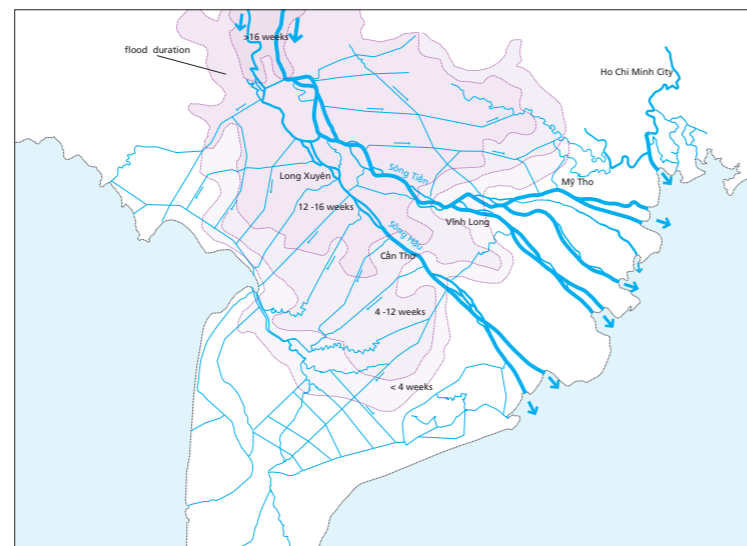 >16 weeks
flood duration
Ho Chi Minh City
Sông Tiền
Long Xuyên
Mỹ Tho
12 -16 weeks
Vĩnh Long
Sông Hậu
Cần Thơ
4 -12 weeks
< 4 weeks